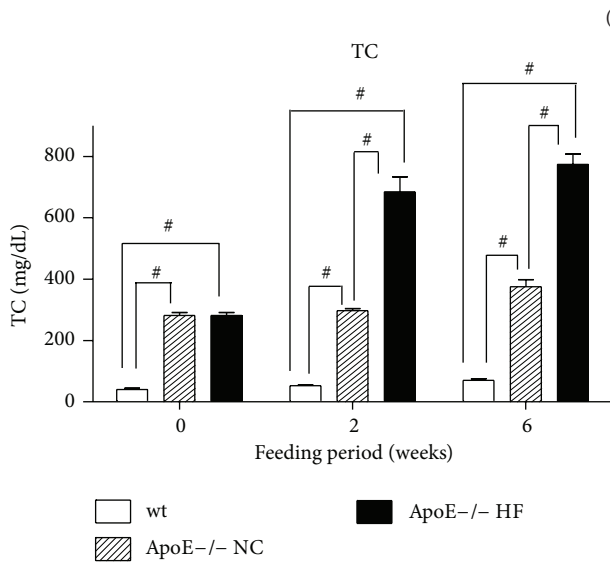 (
TC
# #
# #
# #
# # #
800
600
400
200
0
TC (mg/dL)
0 2 6
Feeding period (weeks)
wt ApoE−/− HF
ApoE−/− NC